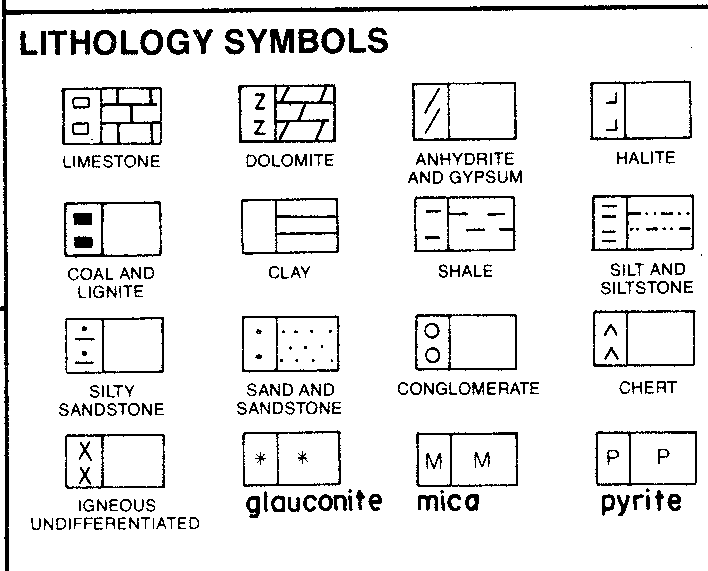 LITHOLOGY SYMBOLS
Z
Z
LIMESTONE
DOLOMITE
ANHYDRITE
AND GYPSUM
HALITE
COAL AND
LIGNITE
CLAY
SHALE
SILT AND
SILTSTONE
SILTY
SANDSTONE
SAND AND
SANDSTONE
CONGLOMERATE
CHERT
X
X
* *
M M
P P
IGNEOUS
UNDIFFERENTIATED
glauconite
mica
pyrite